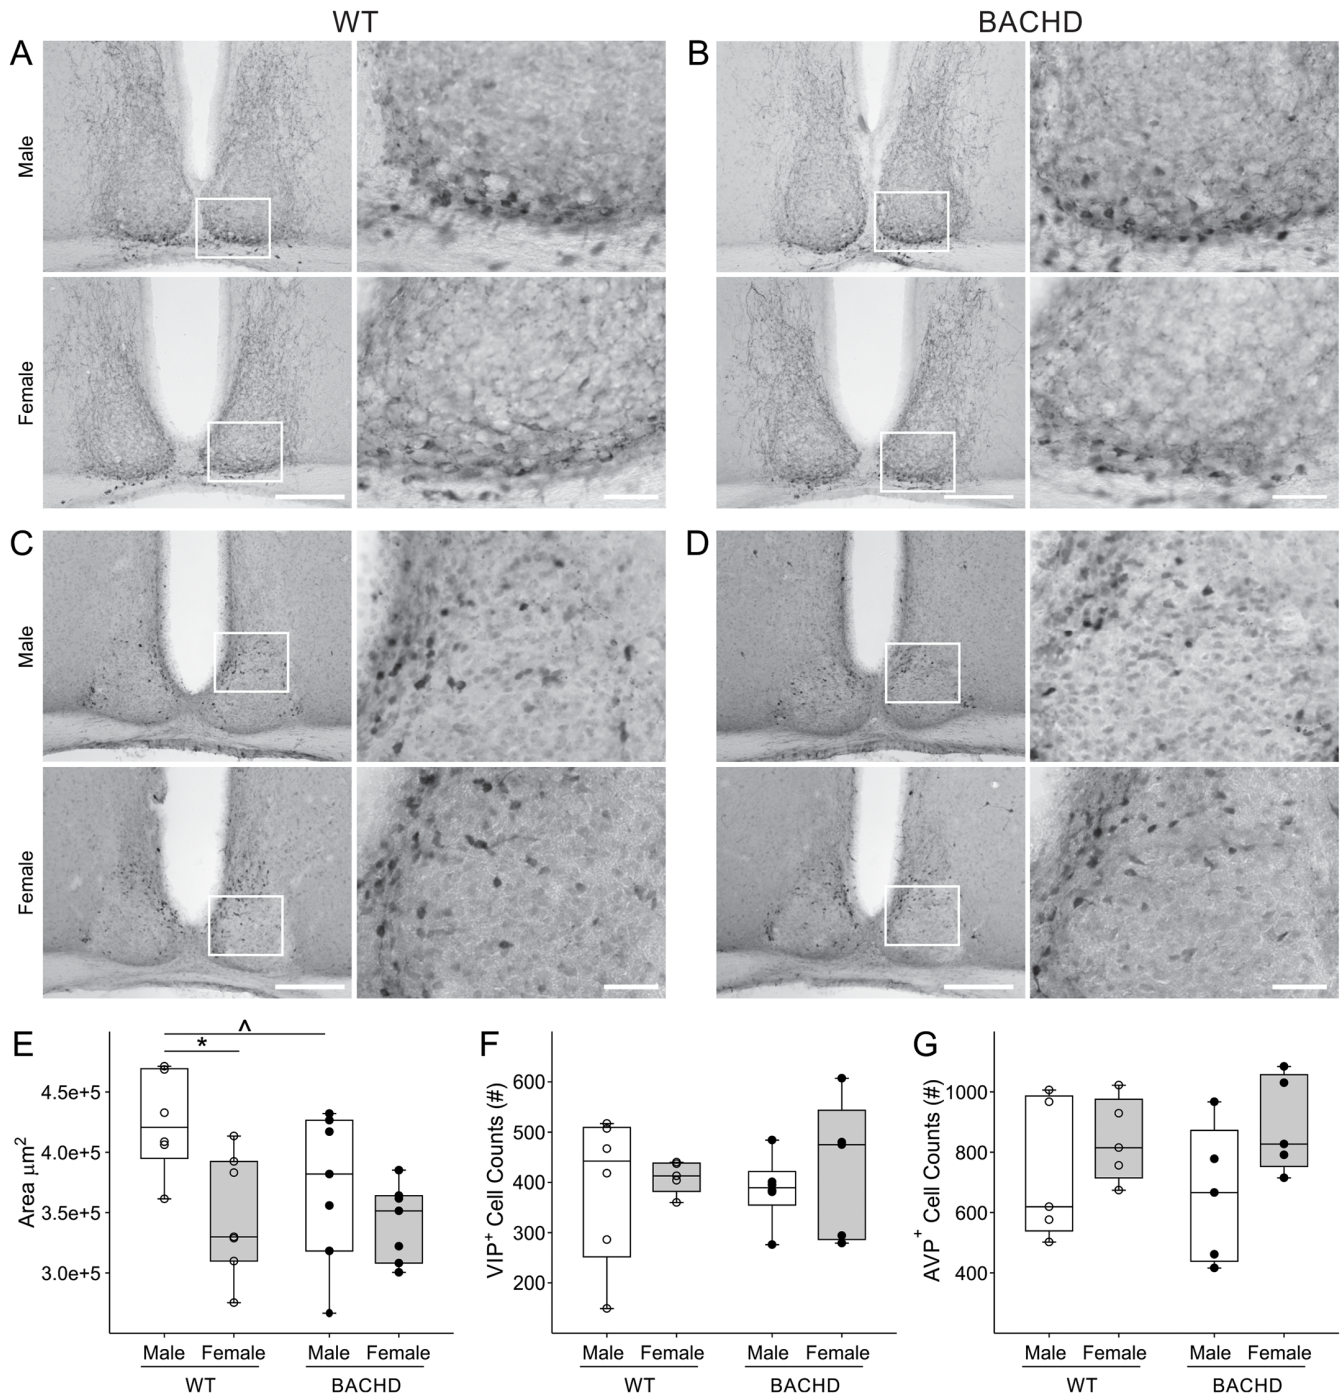 WT
BACHD
A
B
Male
Female
C
D
Male
Female
E
F
G
^
*
Area µm²
4.5e+5
4.0e+5
3.5e+5
3.0e+5
Male
Female
Male
Female
WT
BACHD
VIP⁺ Cell Counts (#)
600
500
400
300
200
Male
Female
Male
Female
WT
BACHD
AVP⁺ Cell Counts (#)
1000
800
600
400
Male
Female
Male
Female
WT
BACHD